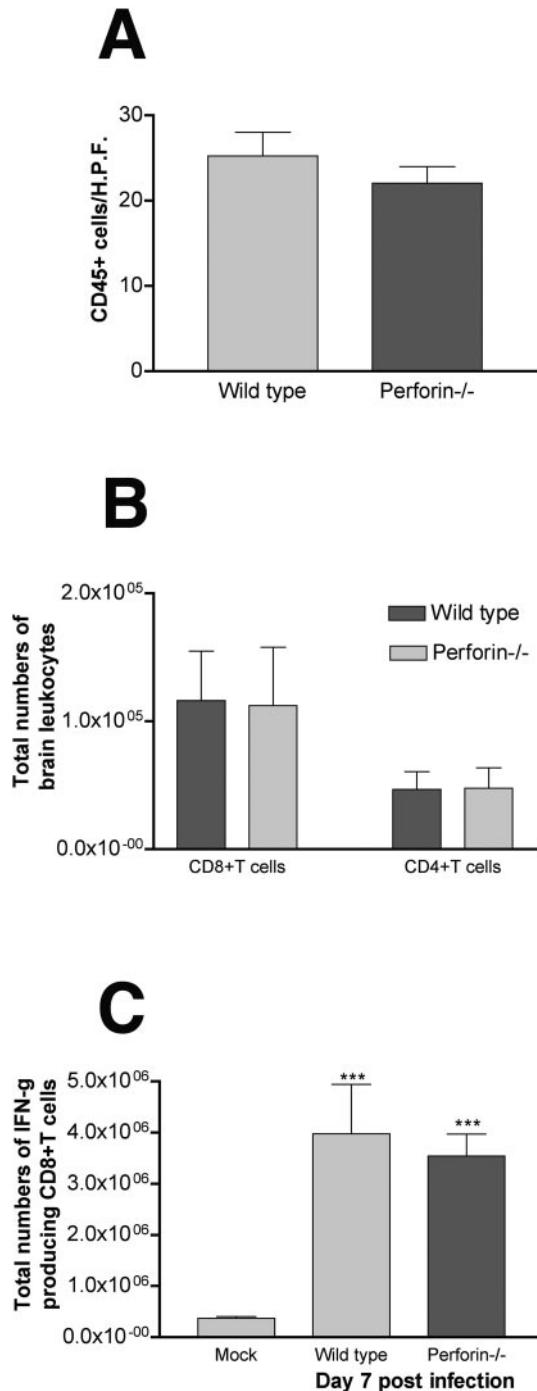 A
30
20
10
0
CD45+ cells/H.P.F.
Wild type Perforin-/-
B
2.0x10^05
1.0x10^05
0.0x10^-00
Total numbers of
brain leukocytes
Wild type
Perforin-/-
CD8+T cells CD4+T cells
C
5.0x10^06
4.0x10^06
3.0x10^06
2.0x10^06
1.0x10^06
0.0x10^-00
Total numbers of IFN-g
producing CD8+T cells
***
***
Mock Wild type Perforin-/-
Day 7 post infection